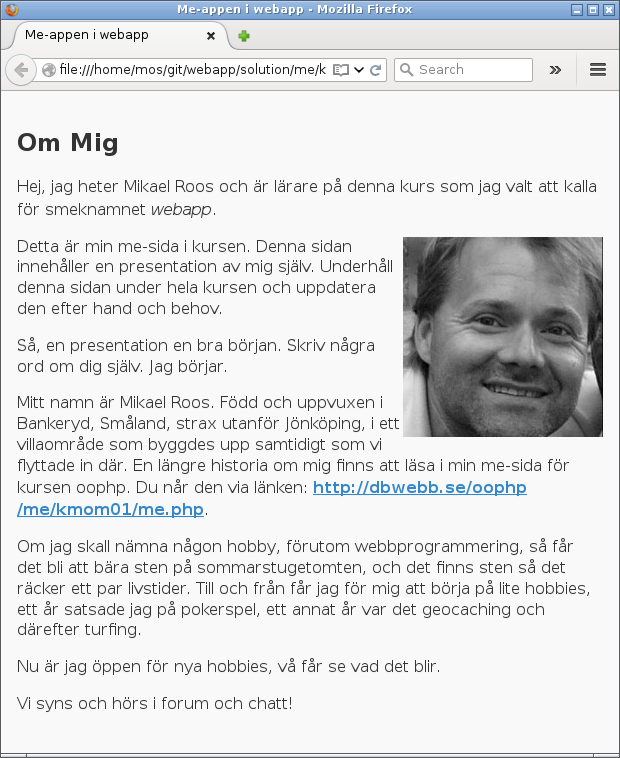 Me-appen i webapp - Mozilla Firefox
Me-appen i webapp
file:///home/mos/git/webapp/solution/me/k
Search
Om Mig
Hej, jag heter Mikael Roos och är lärare på denna kurs som jag valt att kalla
för smeknamnet webapp.
Detta är min me-sida i kursen. Denna sidan
innehåller en presentation av mig själv. Underhåll
denna sidan under hela kursen och uppdatera
den efter hand och behov.
Så, en presentation en bra början. Skriv några
ord om dig själv. Jag börjar.
Mitt namn är Mikael Roos. Född och uppvuxen i
Bankeryd, Småland, strax utanför Jönköping, i ett
villaområde som byggdes upp samtidigt som vi
flyttade in där. En längre historia om mig finns att läsa i min me-sida för
kursen oophp. Du når den via länken: http://dbwebb.se/oophp
/me/kmom01/me.php.
Om jag skall nämna någon hobby, förutom webbprogrammering, så får
det bli att bära sten på sommarstugetomten, och det finns sten så det
räcker ett par livstider. Till och från får jag för mig att börja på lite hobbies,
ett år satsade jag på pokerspel, ett annat år var det geocaching och
därefter turfing.
Nu är jag öppen för nya hobbies, vå får se vad det blir.
Vi syns och hörs i forum och chatt!